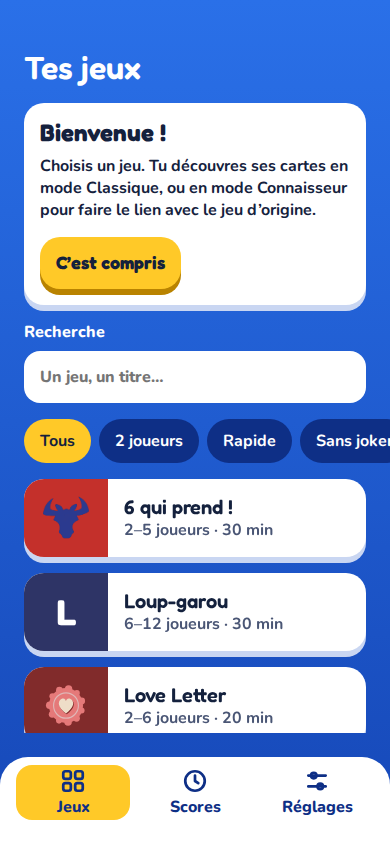 Tes jeux
Bienvenue !
Choisis un jeu. Tu découvres ses cartes en
mode Classique, ou en mode Connaisseur
pour faire le lien avec le jeu d’origine.
C’est compris
Recherche
Un jeu, un titre…
Tous
2 joueurs
Rapide
Sans joker
6 qui prend !
2–5 joueurs · 30 min
L
Loup-garou
6–12 joueurs · 30 min
Love Letter
2–6 joueurs · 20 min
Jeux
Scores
Réglages